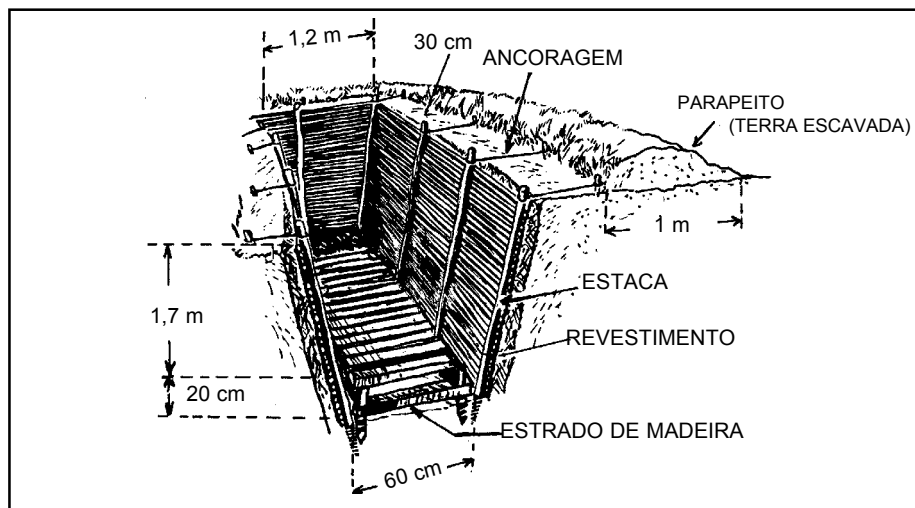 1,2 m
30 cm
ANCORAGEM
PARAPEITO
(TERRA ESCAVADA)
1 m
ESTACA
1,7 m
REVESTIMENTO
20 cm
ESTRADO DE MADEIRA
60 cm